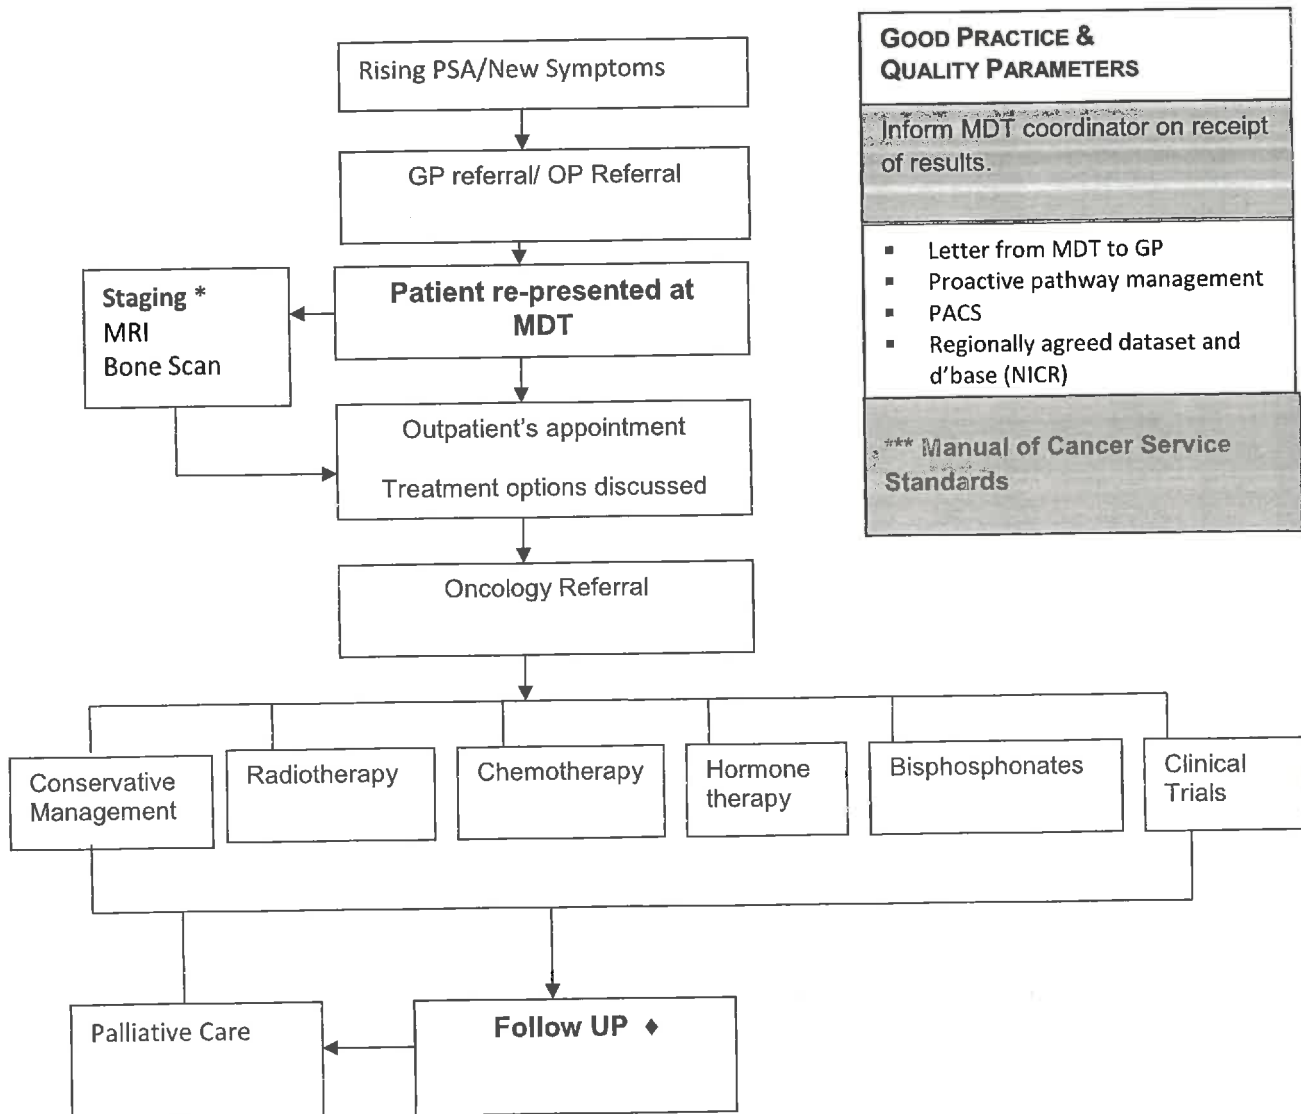 Rising PSA/New Symptoms
GP referral/ OP Referral
Patient re-presented at
MDT
Staging *
MRI
Bone Scan
Outpatient's appointment
Treatment options discussed
Oncology Referral
Conservative
Management
Radiotherapy
Chemotherapy
Hormone
therapy
Bisphosphonates
Clinical
Trials
Palliative Care
Follow UP ♦
GOOD PRACTICE &
QUALITY PARAMETERS
Inform MDT coordinator on receipt
of results.
▪ Letter from MDT to GP
▪ Proactive pathway management
▪ PACS
▪ Regionally agreed dataset and
d'base (NICR)
*** Manual of Cancer Service
Standards